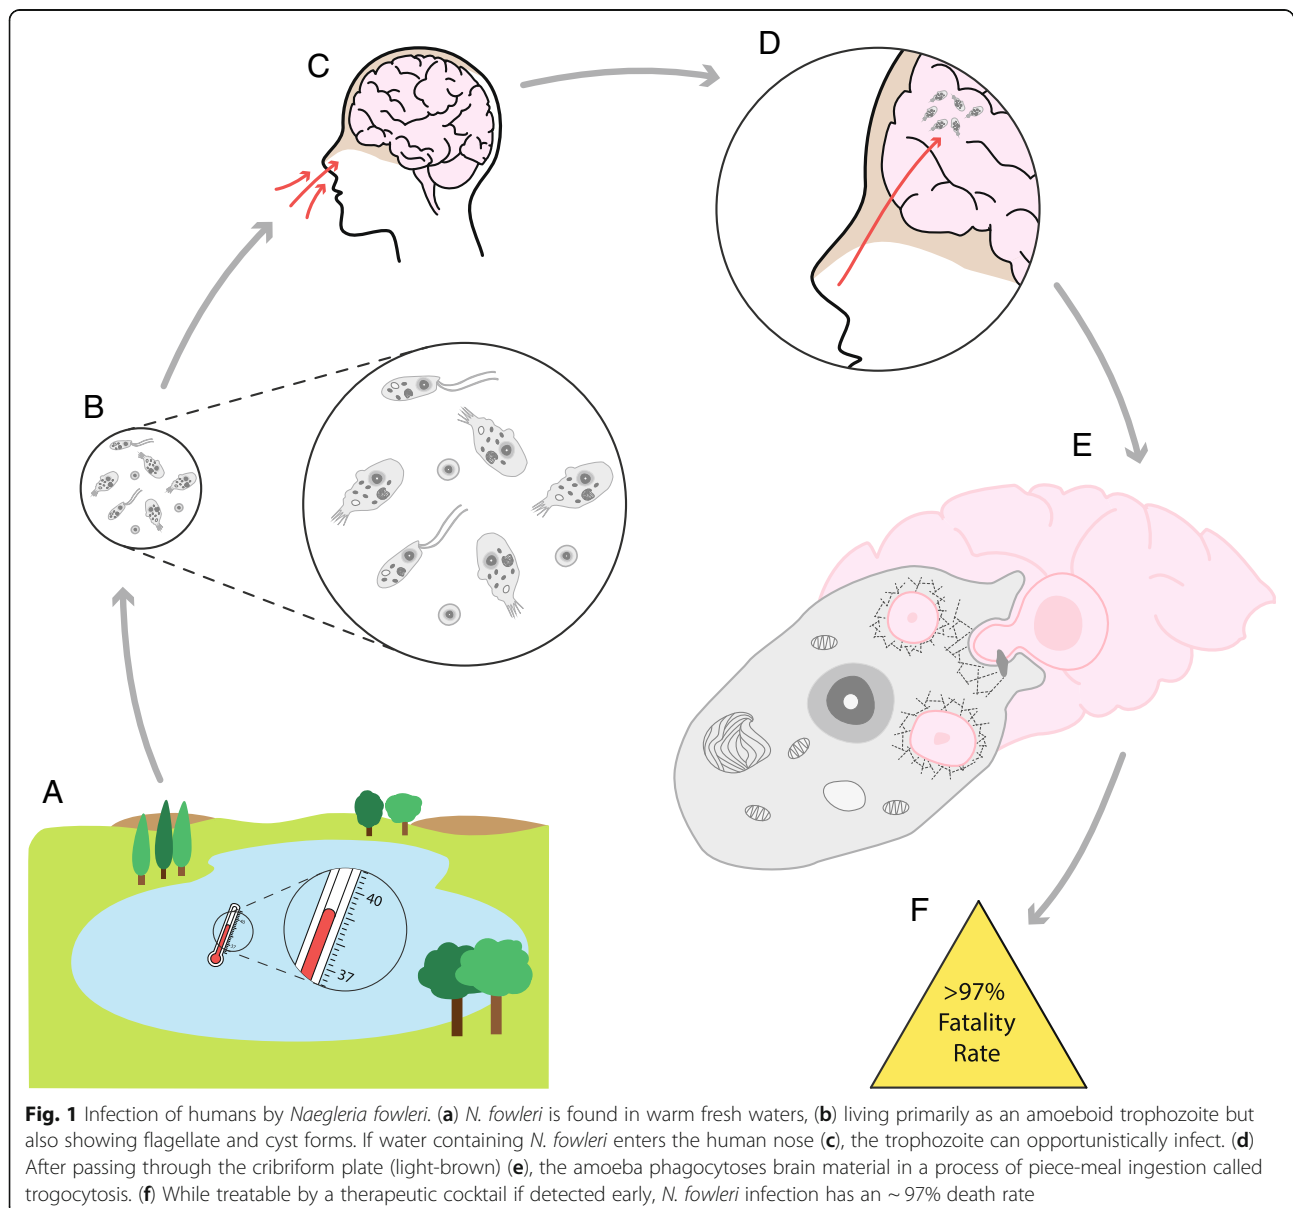 C
D
B
E
A
40
37
F
>97%
Fatality
Rate
Fig. 1 Infection of humans by Naegleria fowleri. (a) N. fowleri is found in warm fresh waters, (b) living primarily as an amoeboid trophozoite but
also showing flagellate and cyst forms. If water containing N. fowleri enters the human nose (c), the trophozoite can opportunistically infect. (d)
After passing through the cribriform plate (light-brown) (e), the amoeba phagocytoses brain material in a process of piece-meal ingestion called
trogocytosis. (f) While treatable by a therapeutic cocktail if detected early, N. fowleri infection has an ~ 97% death rate